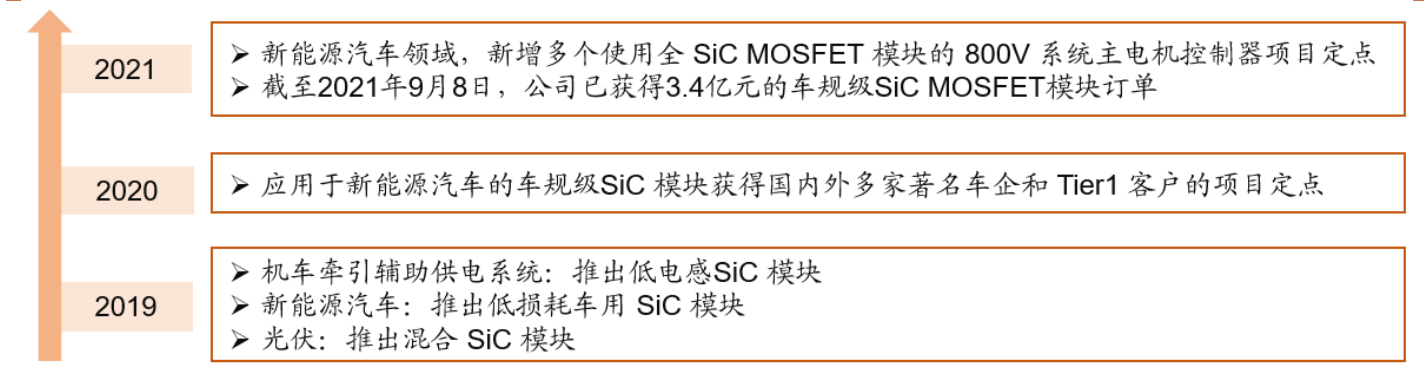 2021
➢ 新能源汽车领域，新增多个使用全 SiC MOSFET 模块的 800V 系统主电机控制器项目定点
➢ 截至2021年9月8日，公司已获得3.4亿元的车规级SiC MOSFET模块订单
2020
➢ 应用于新能源汽车的车规级SiC 模块获得国内外多家著名车企和 Tier1 客户的项目定点
2019
➢ 机车牵引辅助供电系统：推出低电感SiC 模块
➢ 新能源汽车：推出低损耗车用 SiC 模块
➢ 光伏：推出混合 SiC 模块